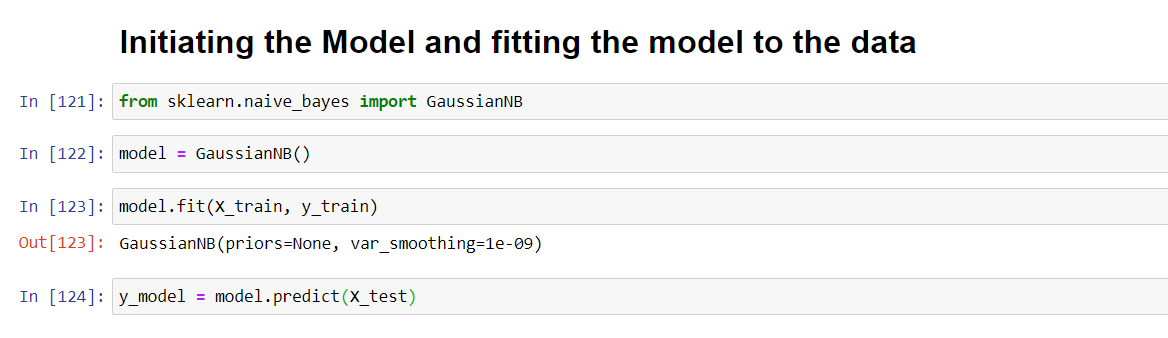 Initiating the Model and fitting the model to the data
In [121]: from sklearn.naive_bayes import GaussianNB
In [122]: model = GaussianNB()
In [123]: model.fit(X_train, y_train)
Out[123]: GaussianNB(priors=None, var_smoothing=1e-09)
In [124]: y_model = model.predict(X_test)